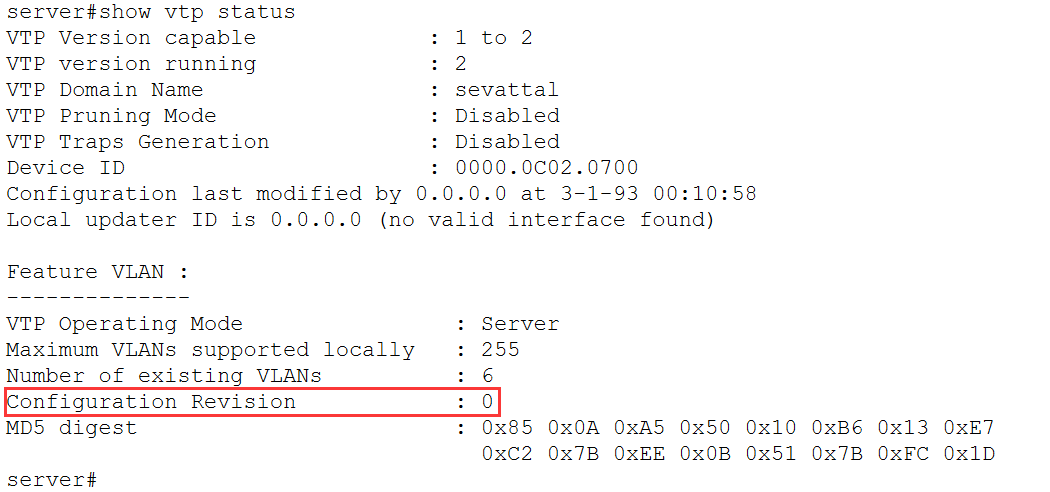 server#show vtp status
VTP Version capable : 1 to 2
VTP version running : 2
VTP Domain Name : sevattal
VTP Pruning Mode : Disabled
VTP Traps Generation : Disabled
Device ID : 0000.0C02.0700
Configuration last modified by 0.0.0.0 at 3-1-93 00:10:58
Local updater ID is 0.0.0.0 (no valid interface found)
Feature VLAN :
--------------
VTP Operating Mode : Server
Maximum VLANs supported locally : 255
Number of existing VLANs : 6
Configuration Revision : 0
MD5 digest : 0x85 0x0A 0xA5 0x50 0x10 0xB6 0x13 0xE7
0xC2 0x7B 0xEE 0x0B 0x51 0x7B 0xFC 0x1D
server#